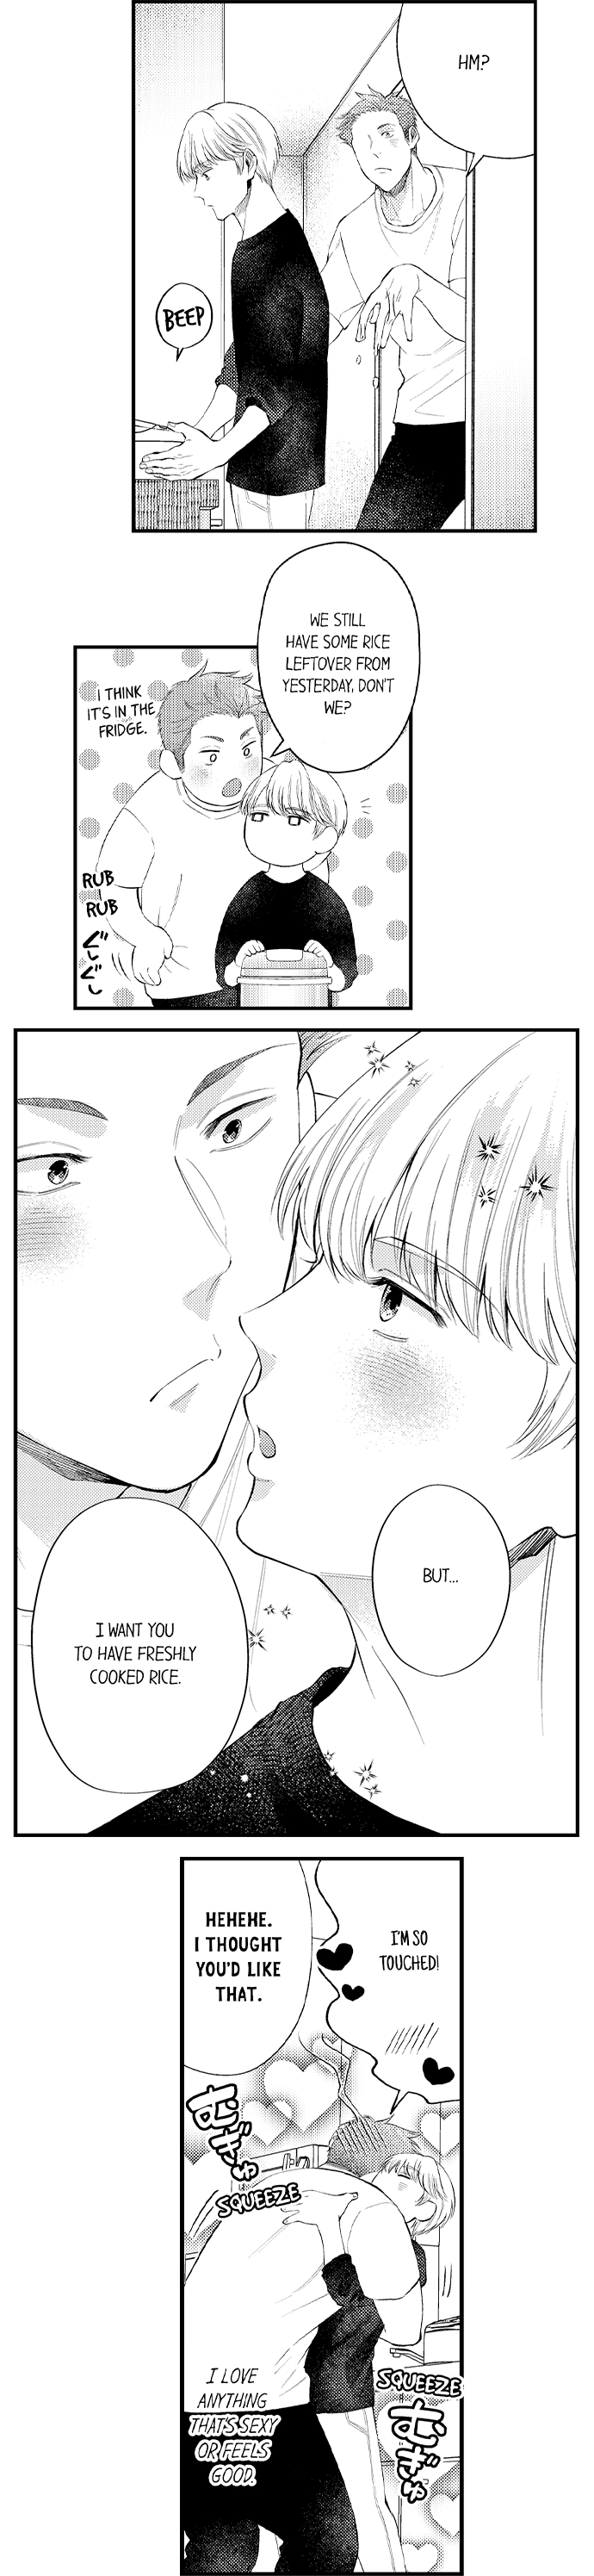 HM?
BEEP
WE STILL
HAVE SOME RICE
LEFTOVER FROM
YESTERDAY, DON'T
WE?
I THINK
IT'S IN THE
FRIDGE.
RUB
RUB
ぐしぐし
BUT...
I WANT YOU
TO HAVE FRESHLY
COOKED RICE.
I'M SO
TOUCHED!
HEHEHE.
I THOUGHT
YOU'D LIKE
THAT.
むぎゅ
SQUEEZE
SQUEEZE
むぎゅ
I LOVE
ANYTHING
THAT'S SEXY
OR FEELS
GOOD.